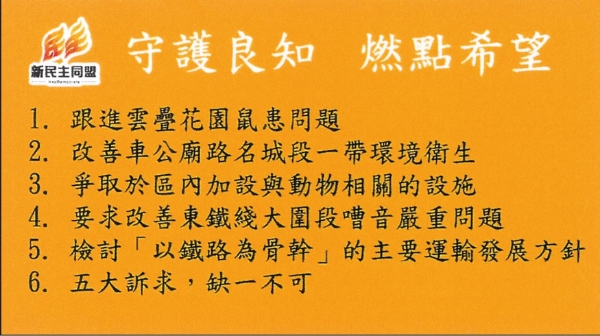 守護良知 燃點希望
新民主同盟
1. 跟進雲疊花園鼠患問題
2. 改善車公廟路名城段一帶環境衛生
3. 爭取於區內加設與動物相關的設施
4. 要求改善東鐵綫大圍段嘈音嚴重問題
5. 檢討「以鐵路為骨幹」的主要運輸發展方針
6. 五大訴求，缺一不可